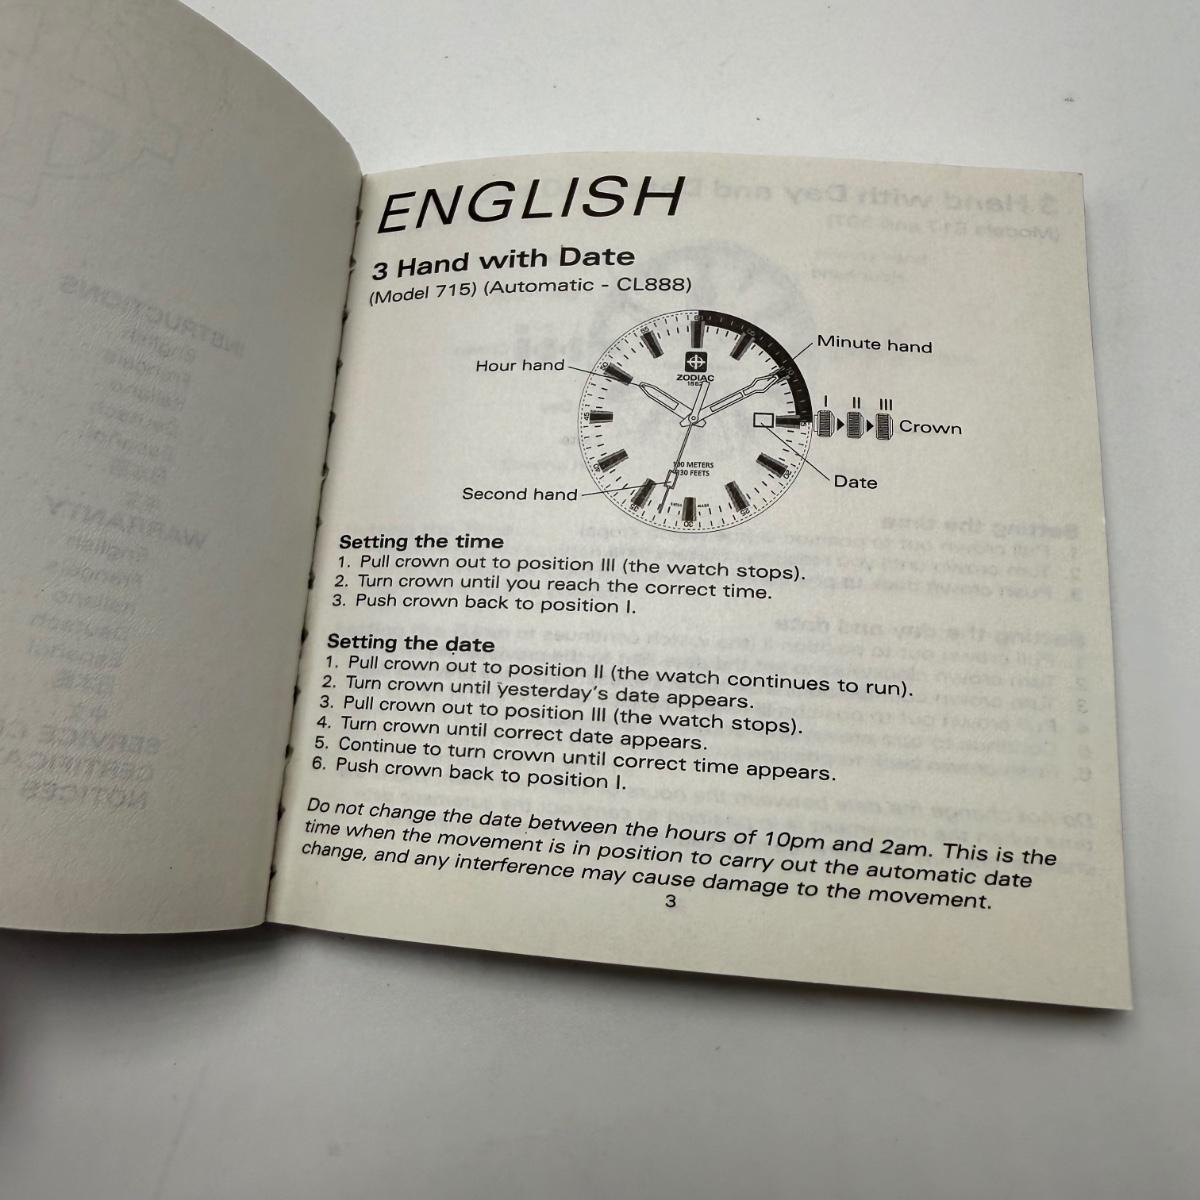 ENGLISH
3 Hand with Date
(Model 715) (Automatic - CL888)
Minute hand
Hour hand
ZODIAC
I II III
Crown
Date
METERS
FEETS
Second hand
Setting the time
1. Pull crown out to position III (the watch stops).
2. Turn crown until you reach the correct time.
3. Push crown back to position I.
Setting the date
1. Pull crown out to position II (the watch continues to run).
2. Turn crown until yesterday's date appears.
3. Pull crown out to position III (the watch stops).
4. Turn crown until correct date appears.
5. Continue to turn crown until correct time appears.
6. Push crown back to position I.
Do not change the date between the hours of 10pm and 2am. This is the
time when the movement is in position to carry out the automatic date
change, and any interference may cause damage to the movement.
3